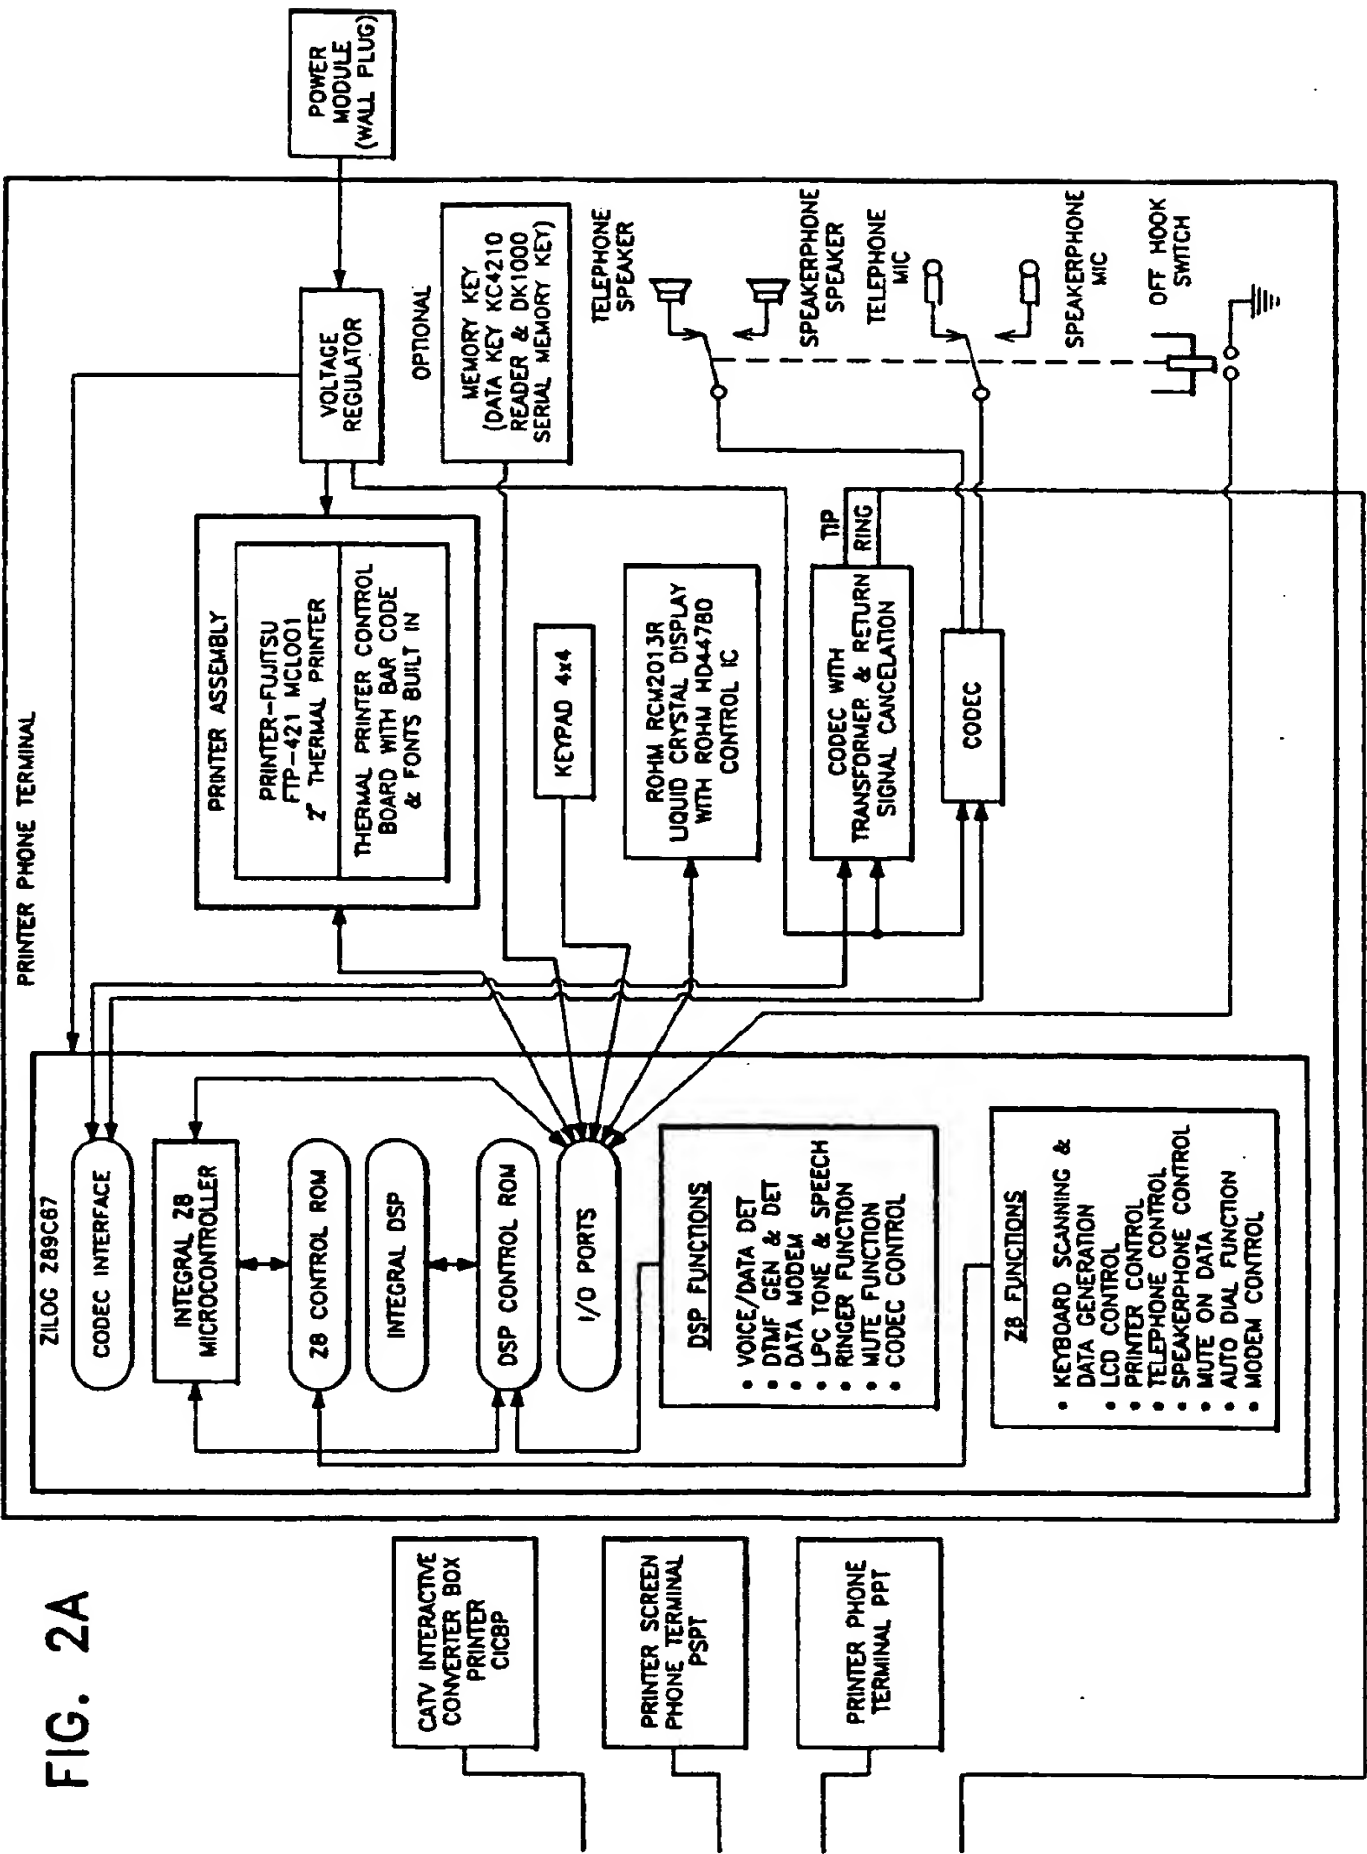 FIG. 2A
PRINTER PHONE TERMINAL
ZILOG Z89C67
CODEC INTERFACE
INTEGRAL Z8
MICROCONTROLLER
Z8 CONTROL ROM
INTEGRAL DSP
DSP CONTROL ROM
I/O PORTS
DSP FUNCTIONS
• VOICE/DATA DET
• DTMF GEN & DET
• DATA MODEM
• LPC TONE & SPEECH
• RINGER FUNCTION
• MUTE FUNCTION
• CODEC CONTROL
Z8 FUNCTIONS
• KEYBOARD SCANNING &
DATA GENERATION
• LCD CONTROL
• PRINTER CONTROL
• TELEPHONE CONTROL
• SPEAKERPHONE CONTROL
• MUTE ON DATA
• AUTO DIAL FUNCTION
• MODEM CONTROL
PRINTER ASSEMBLY
PRINTER-FUJITSU
FTP-421 MCL001
2" THERMAL PRINTER
THERMAL PRINTER CONTROL
BOARD WITH BAR CODE
& FONTS BUILT IN
KEYPAD 4x4
ROHM RCM2013R
LIQUID CRYSTAL DISPLAY
WITH ROHM HD44780
CONTROL IC
CODEC WITH
TRANSFORMER & RETURN
SIGNAL CANCELATION
TIP
RING
CODEC
VOLTAGE
REGULATOR
POWER
MODULE
(WALL PLUG)
OPTIONAL
MEMORY KEY
(DATA KEY KC4210
READER & DK1000
SERIAL MEMORY KEY)
TELEPHONE
SPEAKER
SPEAKERPHONE
SPEAKER
TELEPHONE
MIC
SPEAKERPHONE
MIC
OFF HOOK
SWITCH
CATV INTERACTIVE
CONVERTER BOX
PRINTER
CICBP
PRINTER SCREEN
PHONE TERMINAL
PSPT
PRINTER PHONE
TERMINAL PPT